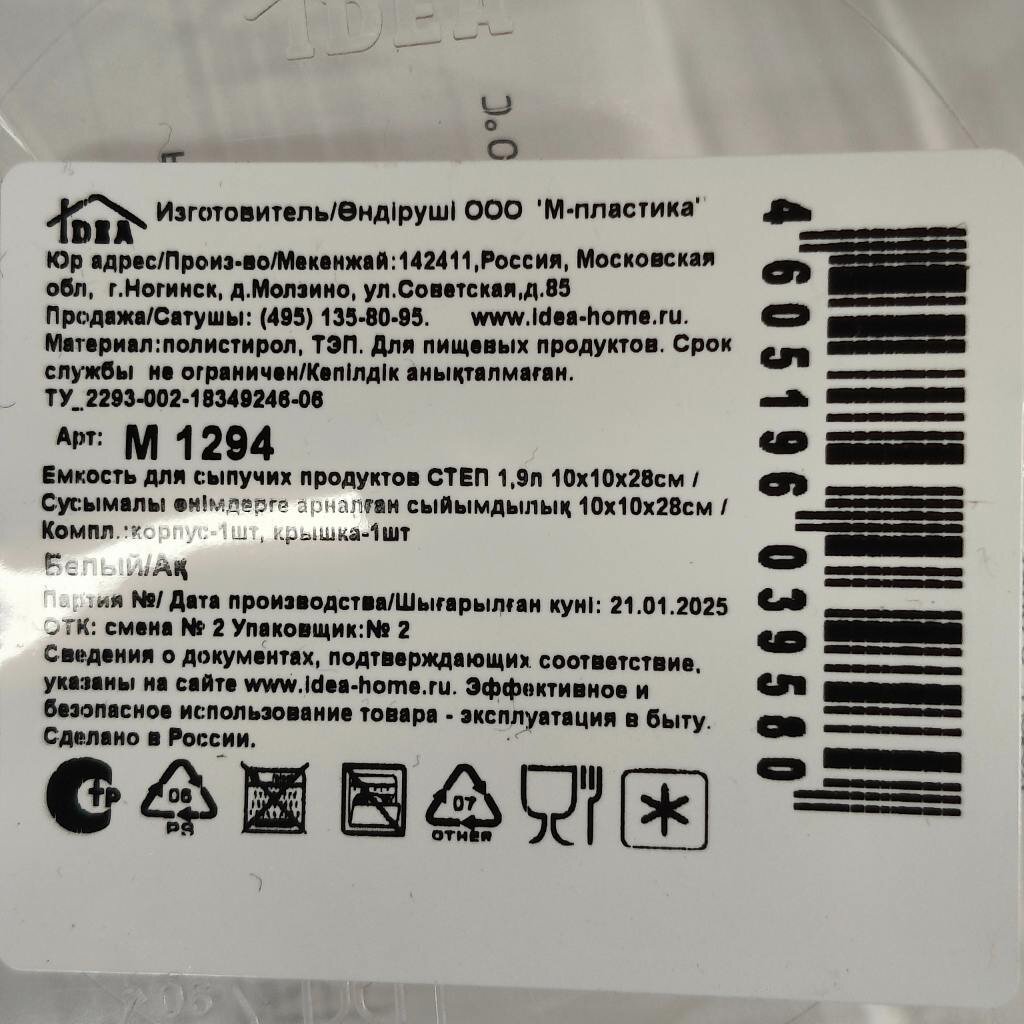 IDEA
IDEA
Изготовитель/Өндіруші ООО 'М-пластика'
Юр адрес/Произ-во/Мекенжай:142411,Россия, Московская
обл, г.Ногинск, д.Молзино, ул.Советская,д.85
Продажа/Сатушы: (495) 135-80-95. www.idea-home.ru.
Материал:полистирол, ТЭП. Для пищевых продуктов. Срок
службы не ограничен/Кепілдік анықталмаған.
ТУ_2293-002-18349246-06
Арт: М 1294
Емкость для сыпучих продуктов СТЕП 1,9л 10х10х28см /
Сусымалы өнімдерге арналған сыйымдылық 10х10х28см /
Компл.:корпус-1шт, крышка-1шт
Белый/Ақ
Партия №/ Дата производства/Шығарылған куні: 21.01.2025
ОТК: смена № 2 Упаковщик:№ 2
Сведения о документах, подтверждающих соответствие,
указаны на сайте www.idea-home.ru. Эффективное и
безопасное использование товара - эксплуатация в быту.
Сделано в России.
06
PS
07
OTHER
4 605196 039580